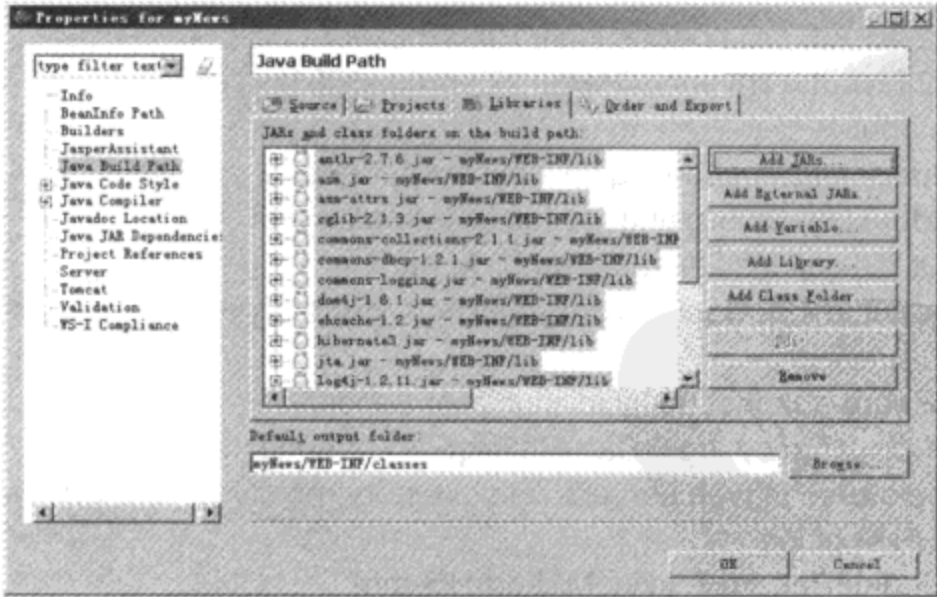 Properties for myNews
type filter text
Info
BeanInfo Path
Builders
JasperAssistant
Java Build Path
Java Code Style
Java Compiler
Javadoc Location
Java JAR Dependencies
Project References
Server
Tomcat
Validation
WS-I Compliance
Java Build Path
Source
Projects
Libraries
Order and Export
JARs and class folders on the build path:
antlr-2.7.6.jar - myNews/WEB-INF/lib
asm.jar - myNews/WEB-INF/lib
asm-attrs.jar - myNews/WEB-INF/lib
cglib-2.1.3.jar - myNews/WEB-INF/lib
commons-collections-2.1.1.jar - myNews/WEB-INF
commons-dbcp-1.2.1.jar - myNews/WEB-INF/lib
commons-logging.jar - myNews/WEB-INF/lib
dom4j-1.6.1.jar - myNews/WEB-INF/lib
ehcache-1.2.jar - myNews/WEB-INF/lib
hibernate3.jar - myNews/WEB-INF/lib
jta.jar - myNews/WEB-INF/lib
log4j-1.2.11.jar - myNews/WEB-INF/lib
Add JARs...
Add External JARs
Add Variable...
Add Library...
Add Class Folder...
Edit...
Remove
Default output folder:
myNews/WEB-INF/classes
Browse...
OK
Cancel